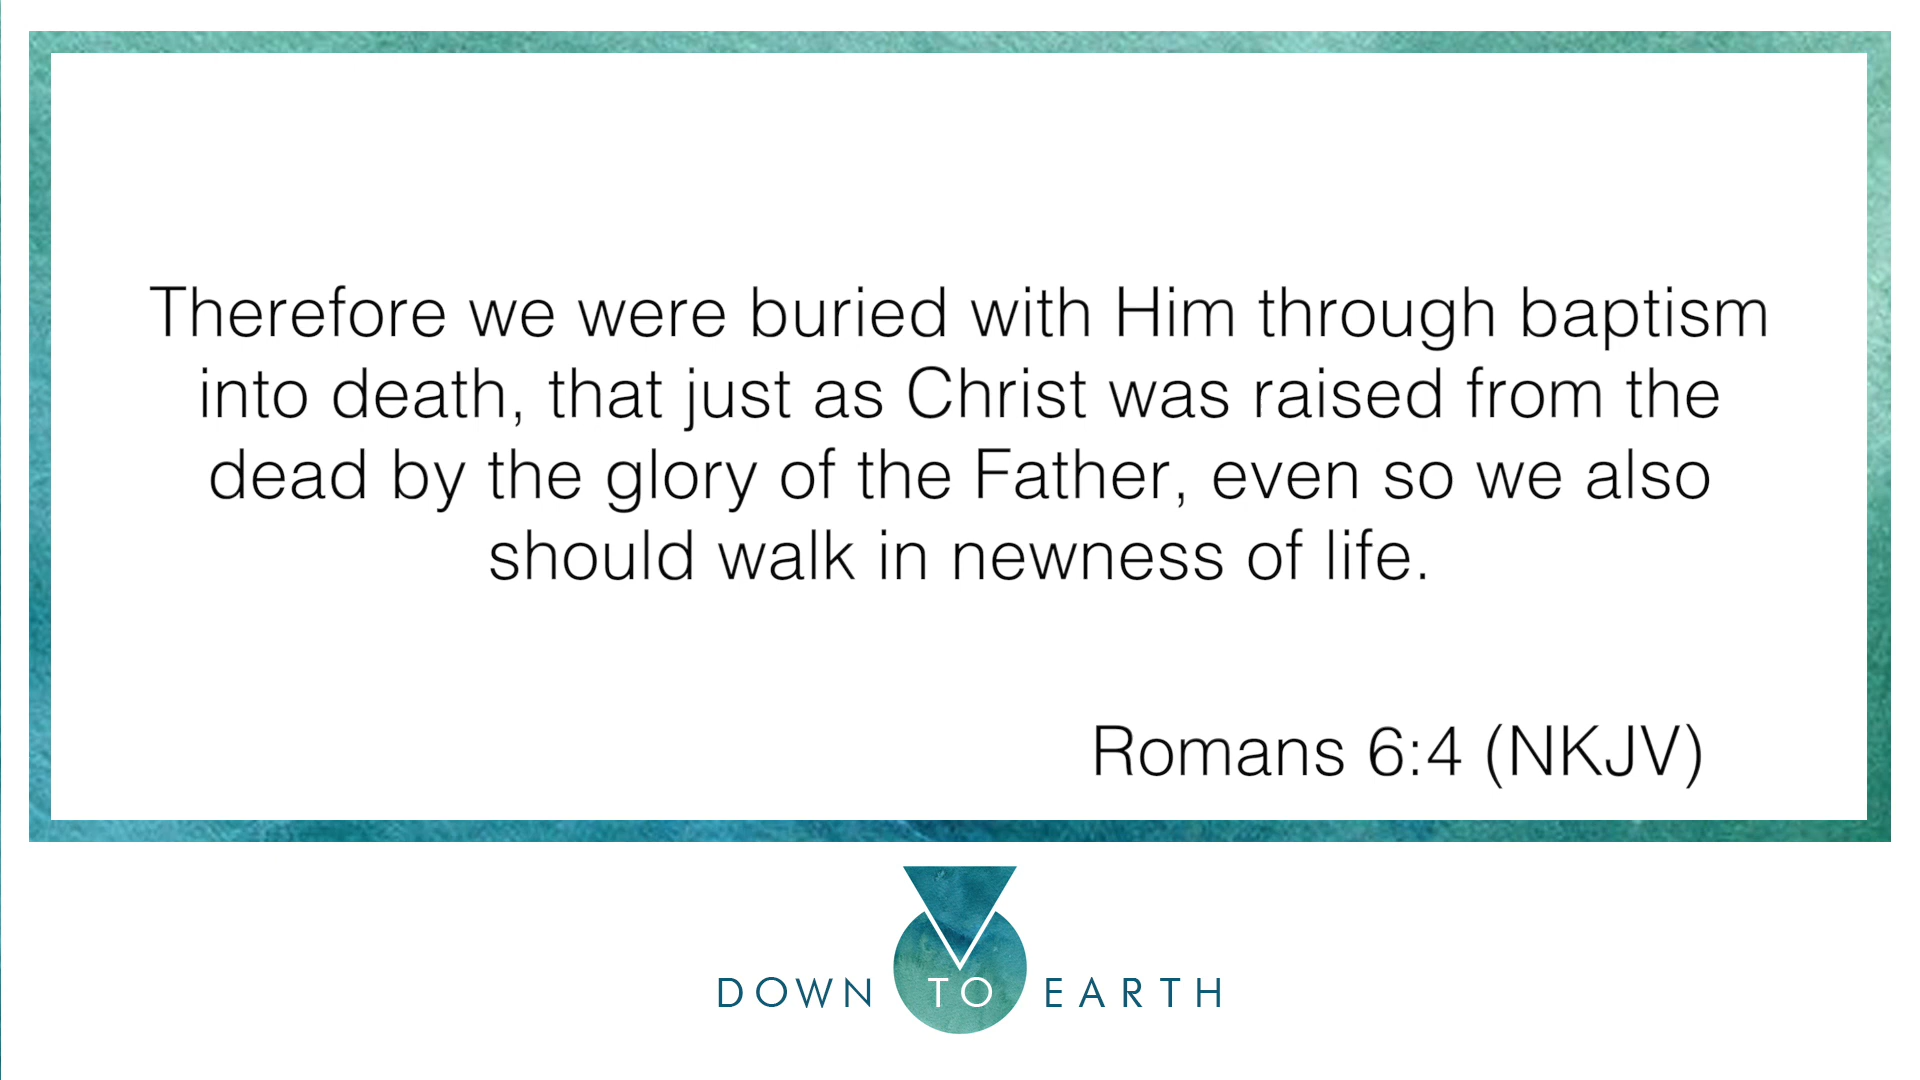 Therefore we were buried with Him through baptism
into death, that just as Christ was raised from the
dead by the glory of the Father, even so we also
should walk in newness of life.
Romans 6:4 (NKJV)
DOWN TO EARTH